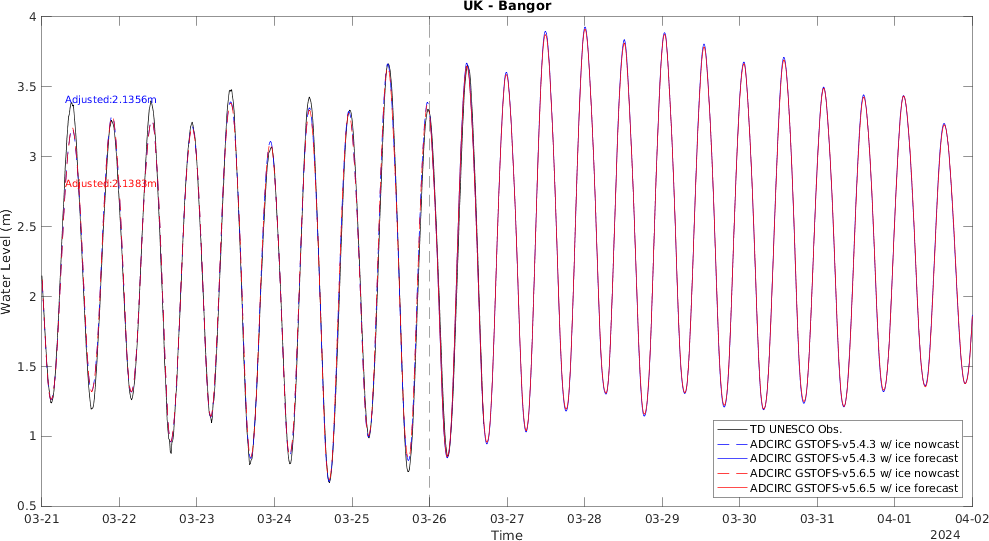 UK - Bangor
4
3.5
3
2.5
2
1.5
1
0.5
Water Level (m)
Adjusted:2.1356m
Adjusted:2.1383m
TD UNESCO Obs.
ADCIRC GSTOFS-v5.4.3 w/ ice nowcast
ADCIRC GSTOFS-v5.4.3 w/ ice forecast
ADCIRC GSTOFS-v5.6.5 w/ ice nowcast
ADCIRC GSTOFS-v5.6.5 w/ ice forecast
03-21 03-22 03-23 03-24 03-25 03-26 03-27 03-28 03-29 03-30 03-31 04-01 04-02
Time
2024